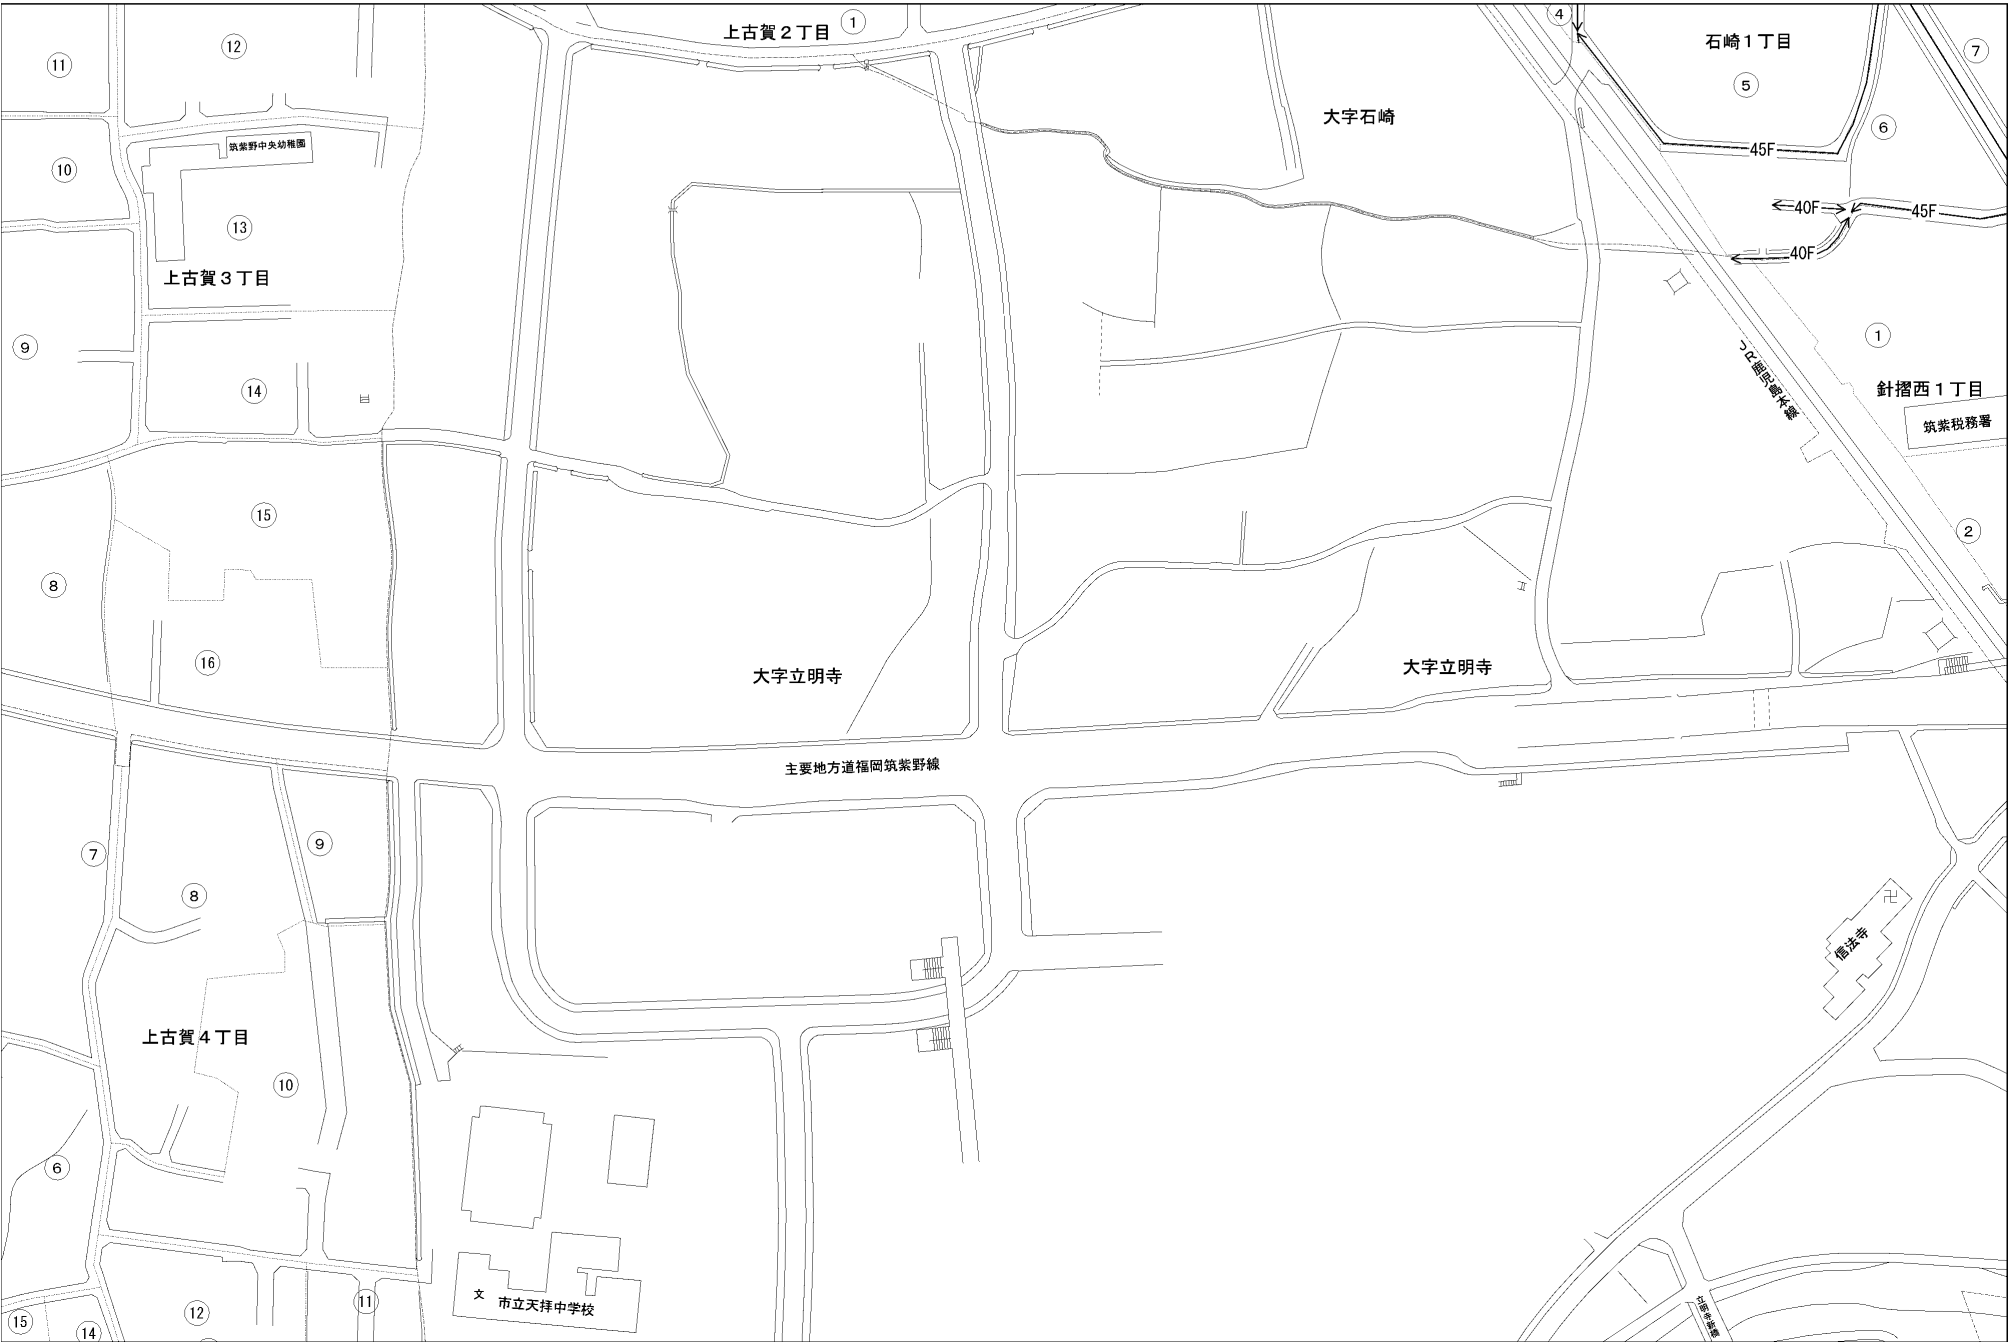 上古賀２丁目
1
4
石崎１丁目
7
12
11
5
大字石崎
6
筑紫野中央幼稚園
45F
10
40F
45F
13
40F
上古賀３丁目
1
9
ＪＲ鹿児島本線
14
針摺西１丁目
筑紫税務署
15
2
8
16
大字立明寺
大字立明寺
主要地方道福岡筑紫野線
9
7
8
卍
信法寺
上古賀４丁目
10
6
文
市立天拝中学校
11
12
15
14